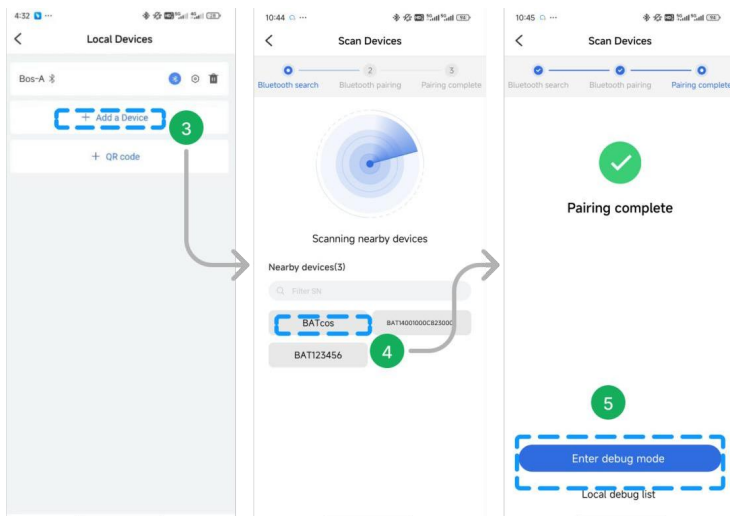 4:32
Local Devices
Bos-A
+ Add a Device
3
+ QR code
10:44
Scan Devices
2
3
Bluetooth search
Bluetooth pairing
Pairing complete
Scanning nearby devices
Nearby devices(3)
Filter SN
BATcos
BAT123456
4
10:45
Scan Devices
Bluetooth search
Bluetooth pairing
Pairing complete
Pairing complete
5
Enter debug mode
Local debug list